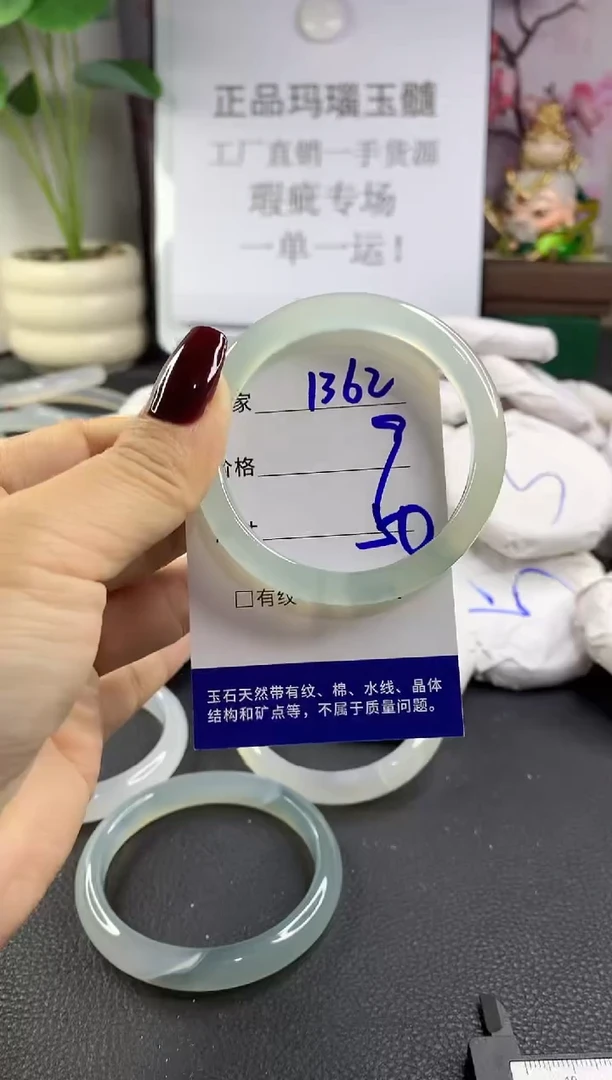 正品玛瑙玉髓
工厂直销一手货源
瑕疵专场
一单一运!
家 1362
价格
50
□有纹
玉石天然带有纹、棉、水线、晶体
结构和矿点等，不属于质量问题。
5